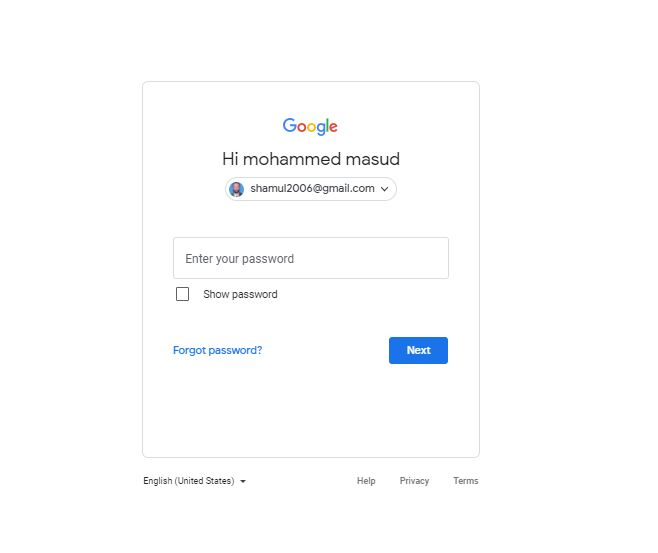 Google
Hi mohammed masud
shamul2006@gmail.com
Enter your password
Show password
Forgot password? Next
English (United States) Help Privacy Terms